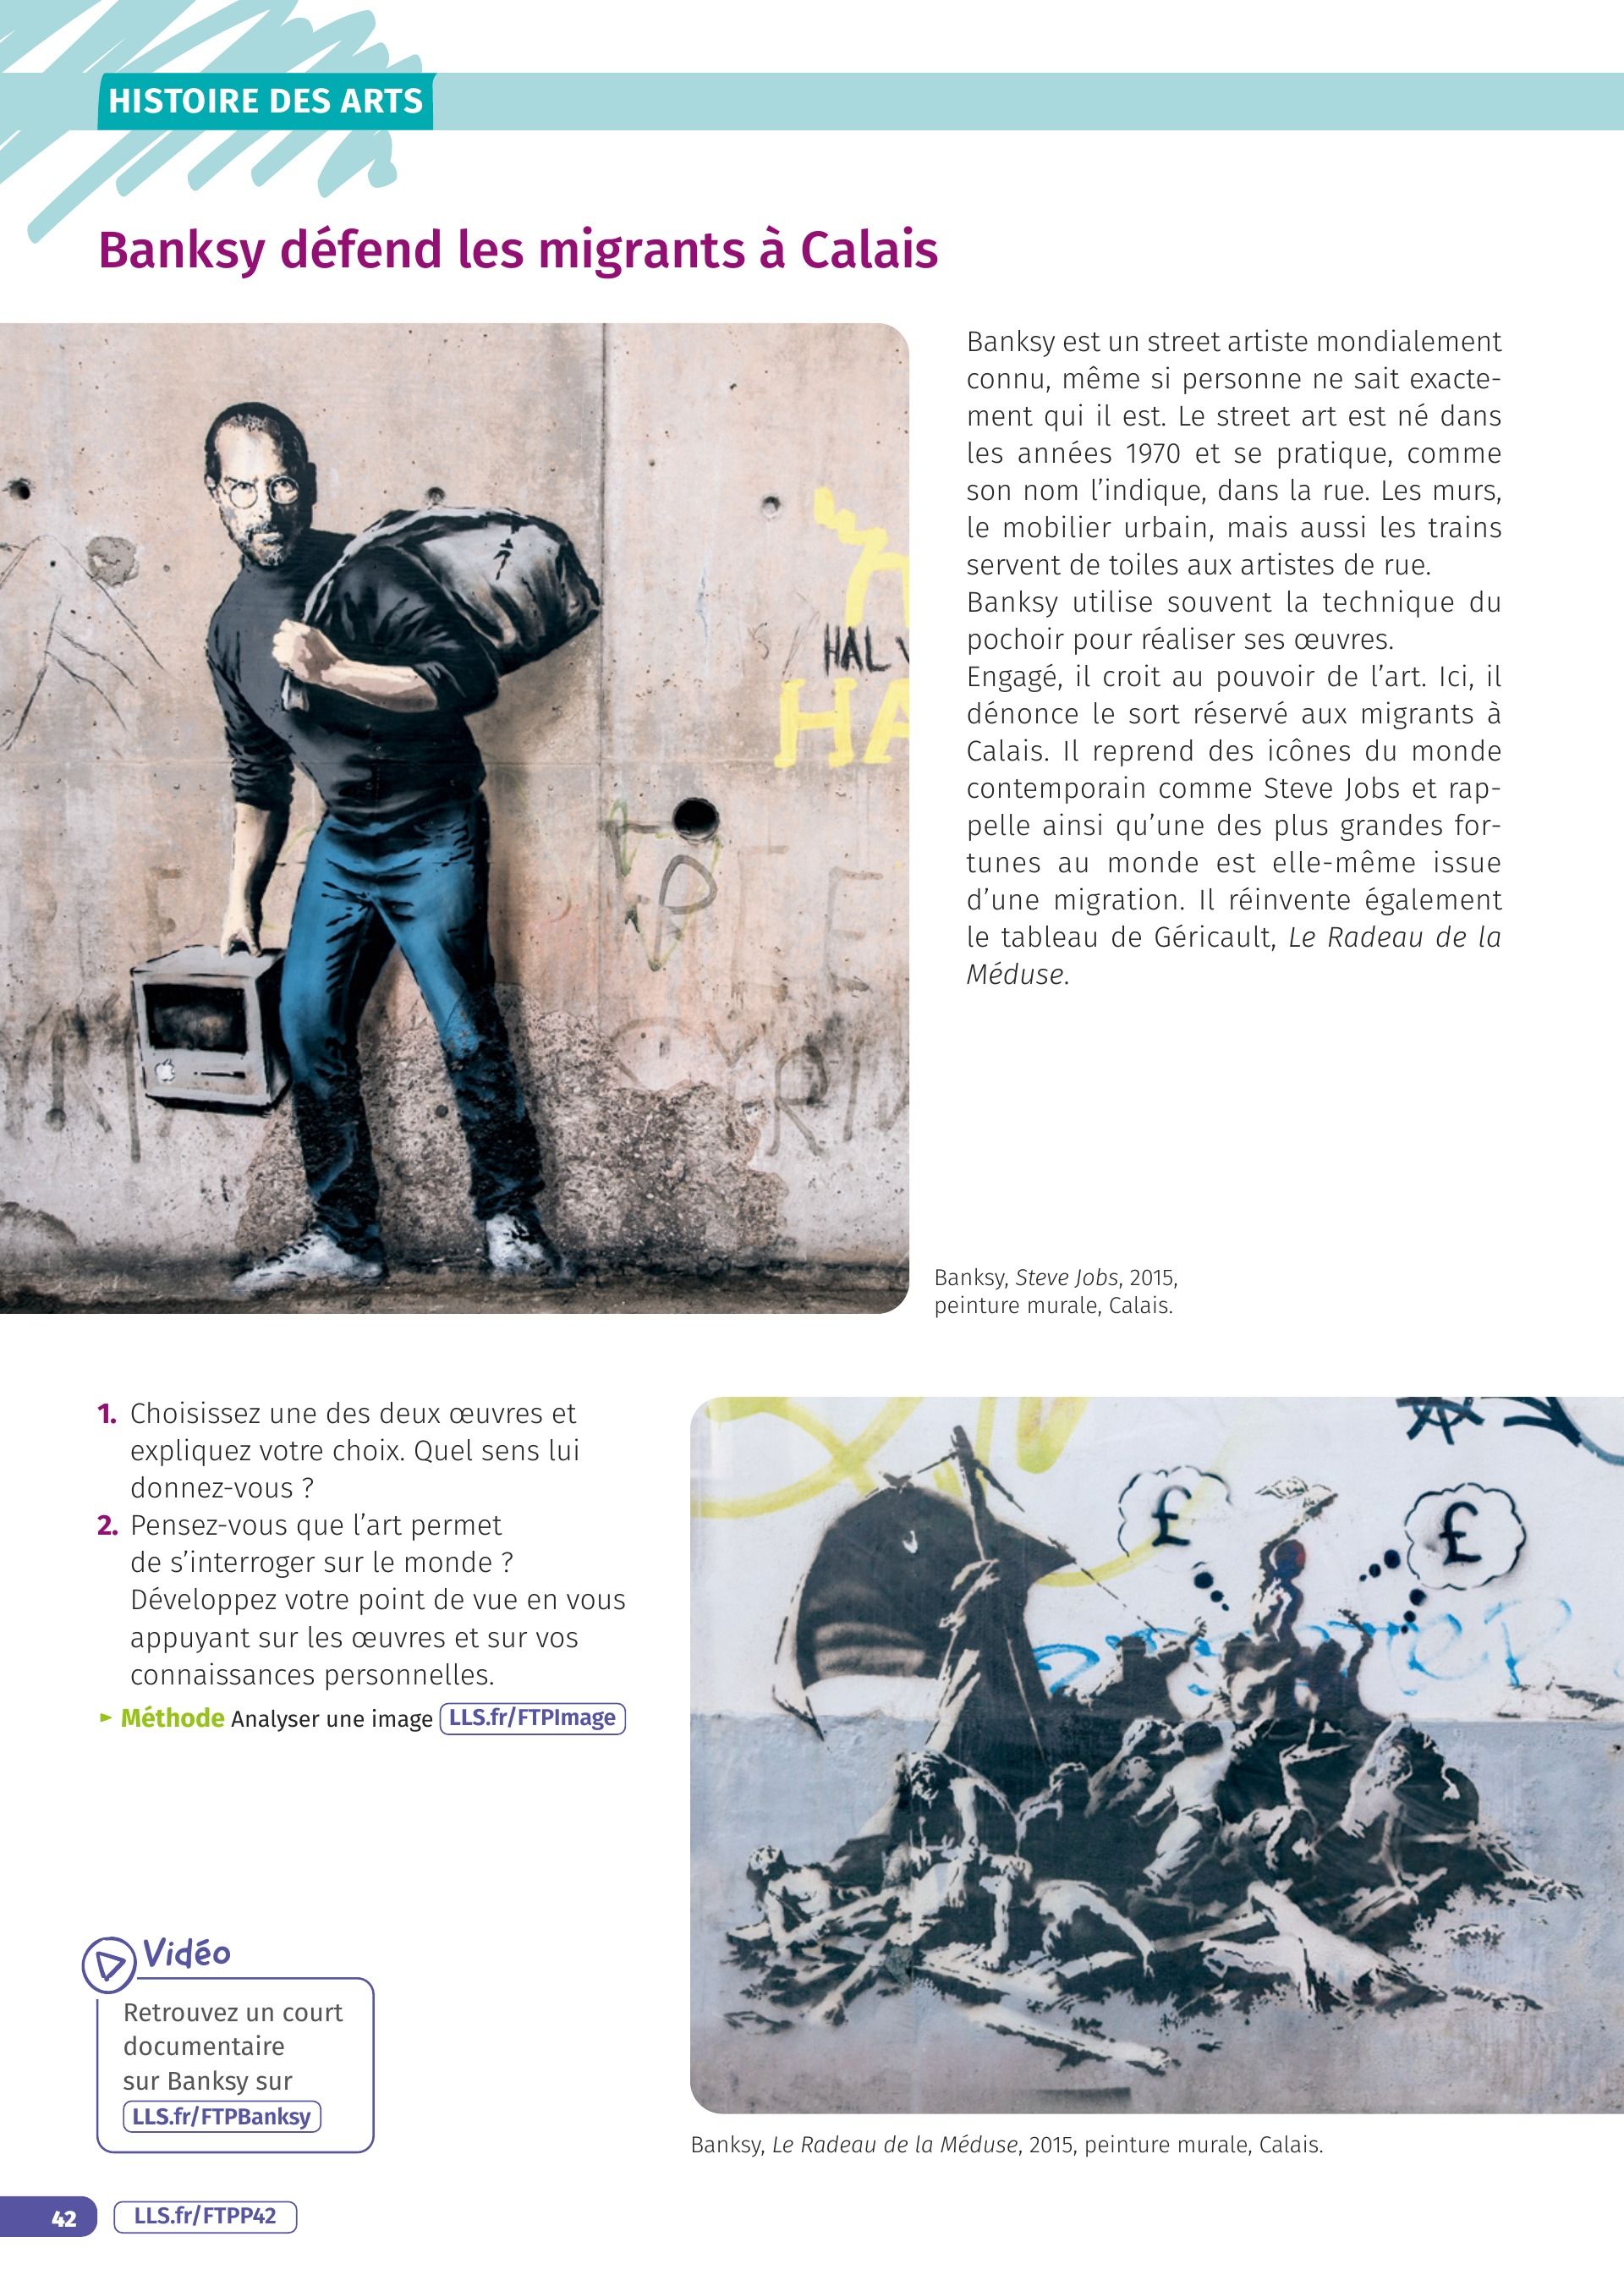 HISTOIRE DES ARTS
Banksy défend les migrants à Calais
Banksy est un street artiste mondialement
connu, même si personne ne sait exacte-
ment qui il est. Le street art est né dans
les années 1970 et se pratique, comme
son nom l’indique, dans la rue. Les murs,
le mobilier urbain, mais aussi les trains
servent de toiles aux artistes de rue.
Banksy utilise souvent la technique du
pochoir pour réaliser ses œuvres.
Engagé, il croit au pouvoir de l’art. Ici, il
dénonce le sort réservé aux migrants à
Calais. Il reprend des icônes du monde
contemporain comme Steve Jobs et rap-
pelle ainsi qu’une des plus grandes for-
tunes au monde est elle-même issue
d’une migration. Il réinvente également
le tableau de Géricault, Le Radeau de la
Méduse.
HAL
HA
Banksy, Steve Jobs, 2015,
peinture murale, Calais.
1. Choisissez une des deux œuvres et
expliquez votre choix. Quel sens lui
donnez-vous ?
2. Pensez-vous que l’art permet
de s’interroger sur le monde ?
Développez votre point de vue en vous
appuyant sur les œuvres et sur vos
connaissances personnelles.
► Méthode Analyser une image LLS.fr/FTPImage
£
£
Vidéo
Retrouvez un court
documentaire
sur Banksy sur
LLS.fr/FTPBanksy
Banksy, Le Radeau de la Méduse, 2015, peinture murale, Calais.
42
LLS.fr/FTPP42